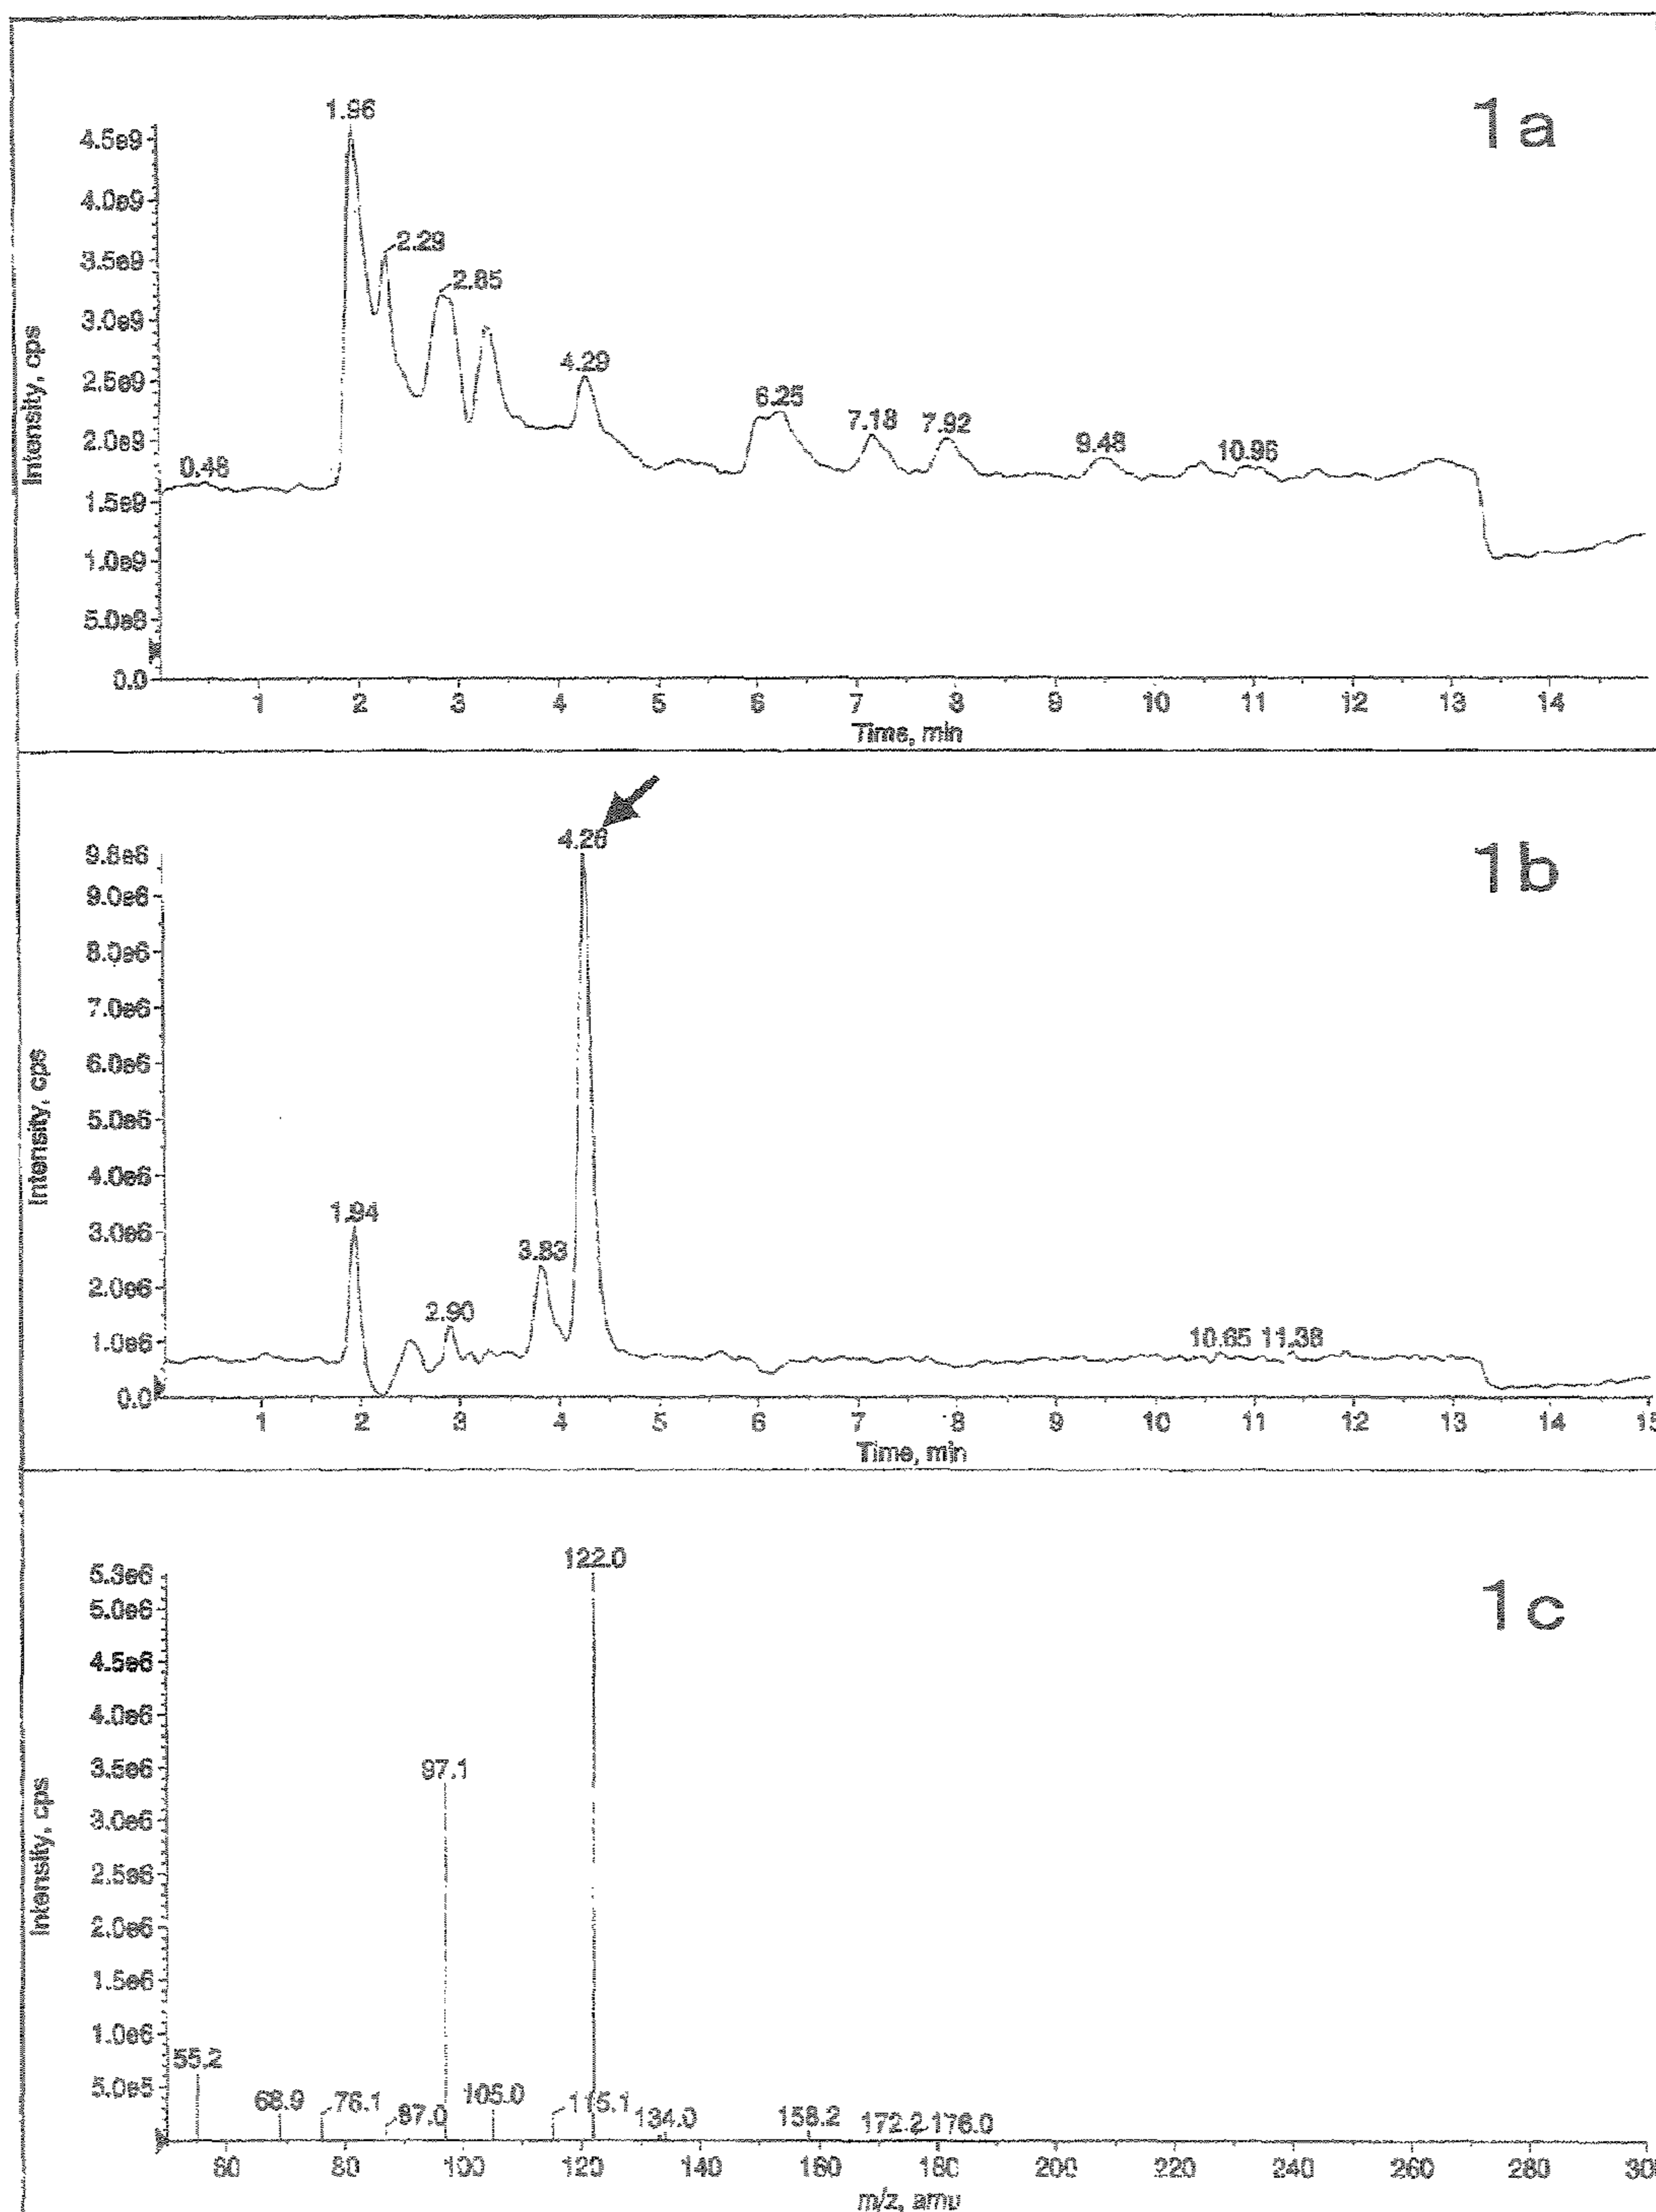 1a
1.96
4.5e9
4.0e9
2.29
3.5e9
2.85
3.0e9
4.29
2.5e9
6.25
7.18
7.92
2.0e9
9.48
10.96
0.48
1.5e9
1.0e9
5.0e8
0.0
Intensity, cps
1 2 3 4 5 6 7 8 9 10 11 12 13 14
Time, min
1b
4.26
9.8e6
9.0e6
8.0e6
7.0e6
6.0e6
5.0e6
4.0e6
1.94
3.0e6
3.83
2.0e6
2.90
10.65 11.38
1.0e6
0.0
Intensity, cps
1 2 3 4 5 6 7 8 9 10 11 12 13 14
Time, min
1c
122.0
5.3e6
5.0e6
4.5e6
4.0e6
97.1
3.5e6
3.0e6
2.5e6
2.0e6
1.5e6
1.0e6
55.2
5.0e5
68.9 76.1 87.0 105.0 115.1 134.0 158.2 172.2 176.0
Intensity, cps
60 80 100 120 140 160 180 200 220 240 260 280
m/z, amu